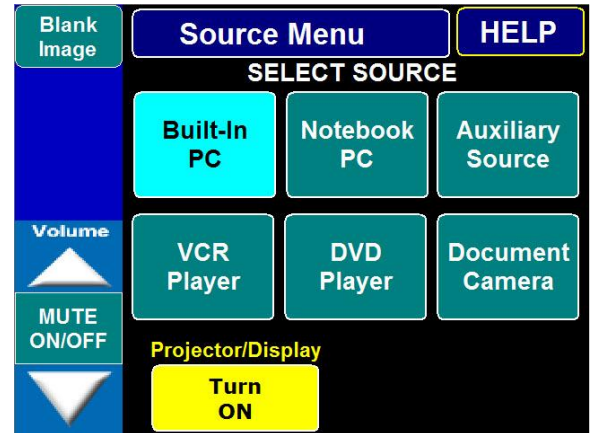 Blank
Image
Source Menu
HELP
SELECT SOURCE
Built-In
PC
Notebook
PC
Auxiliary
Source
Volume
VCR
Player
DVD
Player
Document
Camera
MUTE
ON/OFF
Projector/Display
Turn
ON